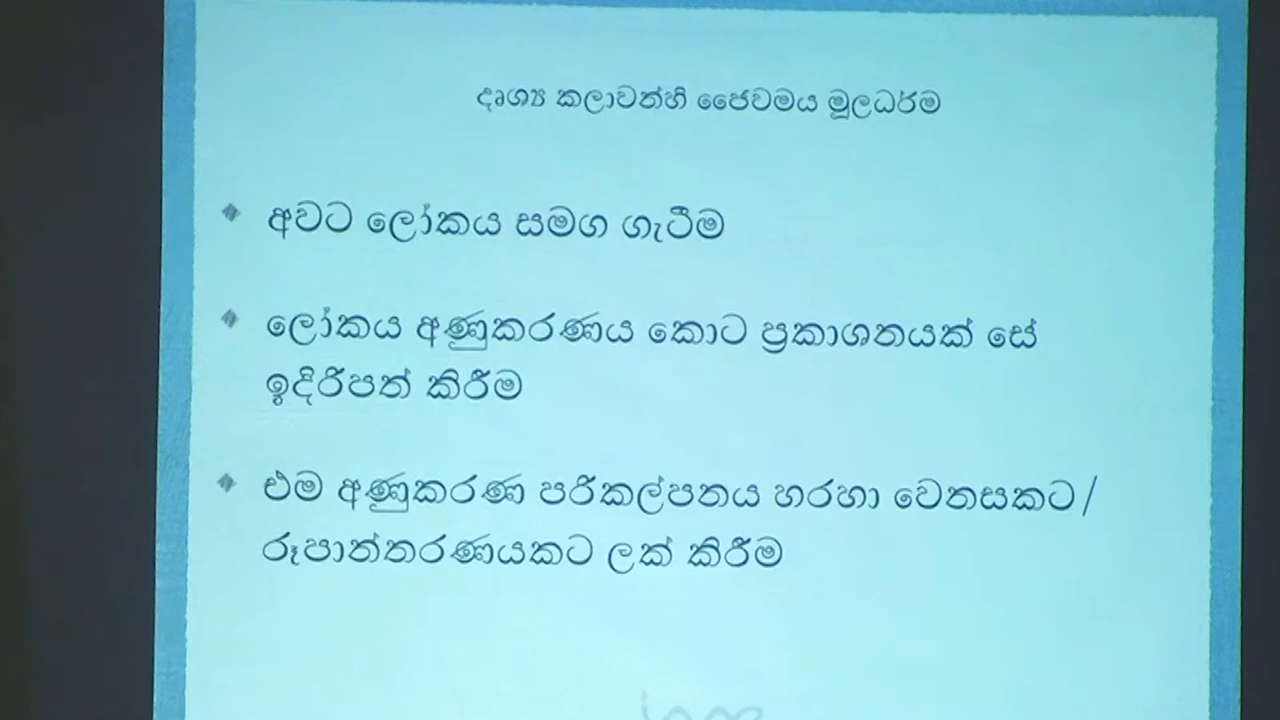 දෘශ්‍ය කලාවන්හි ජෛවමය මූලධර්ම
අවට ලෝකය සමග ගැටීම
ලෝකය අණුකරණය කොට ප්‍රකාශනයක් සේ
ඉදිරිපත් කිරීම
එම අණුකරණ පරිකල්පනය හරහා වෙනසකට/
රූපාන්තරණයකට ලක් කිරීම